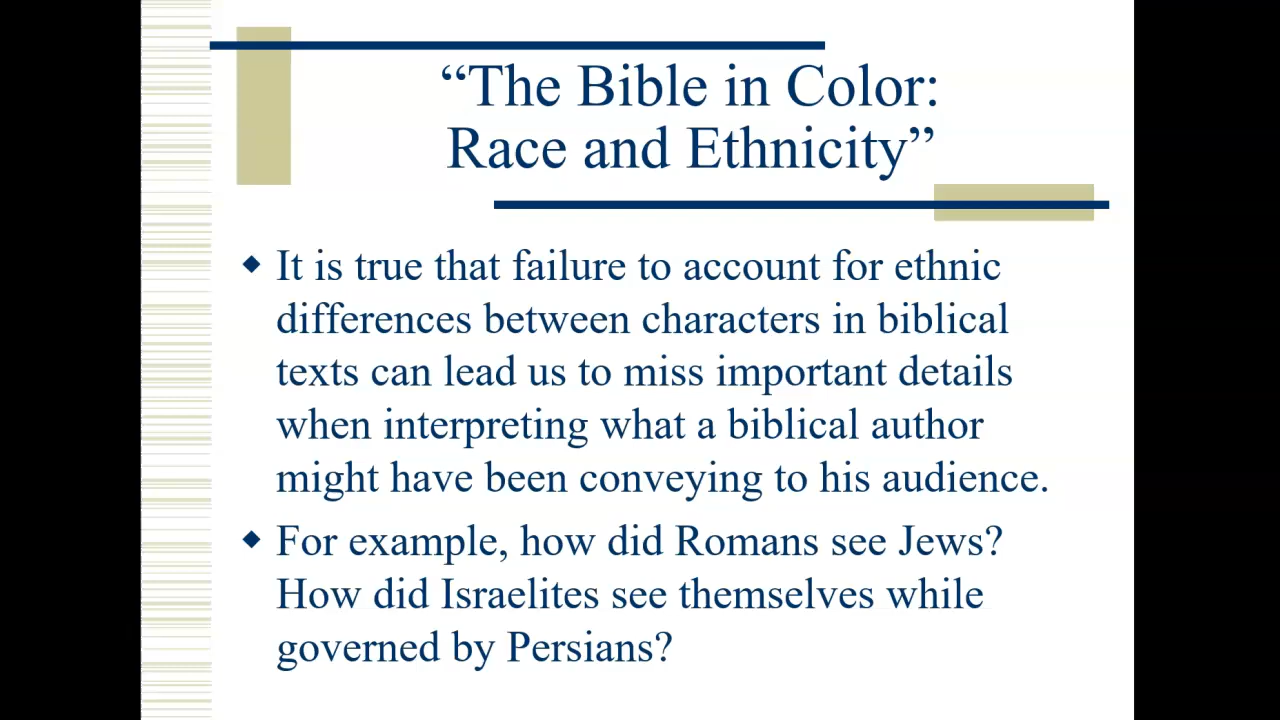 “The Bible in Color:
Race and Ethnicity”
It is true that failure to account for ethnic
differences between characters in biblical
texts can lead us to miss important details
when interpreting what a biblical author
might have been conveying to his audience.
For example, how did Romans see Jews?
How did Israelites see themselves while
governed by Persians?